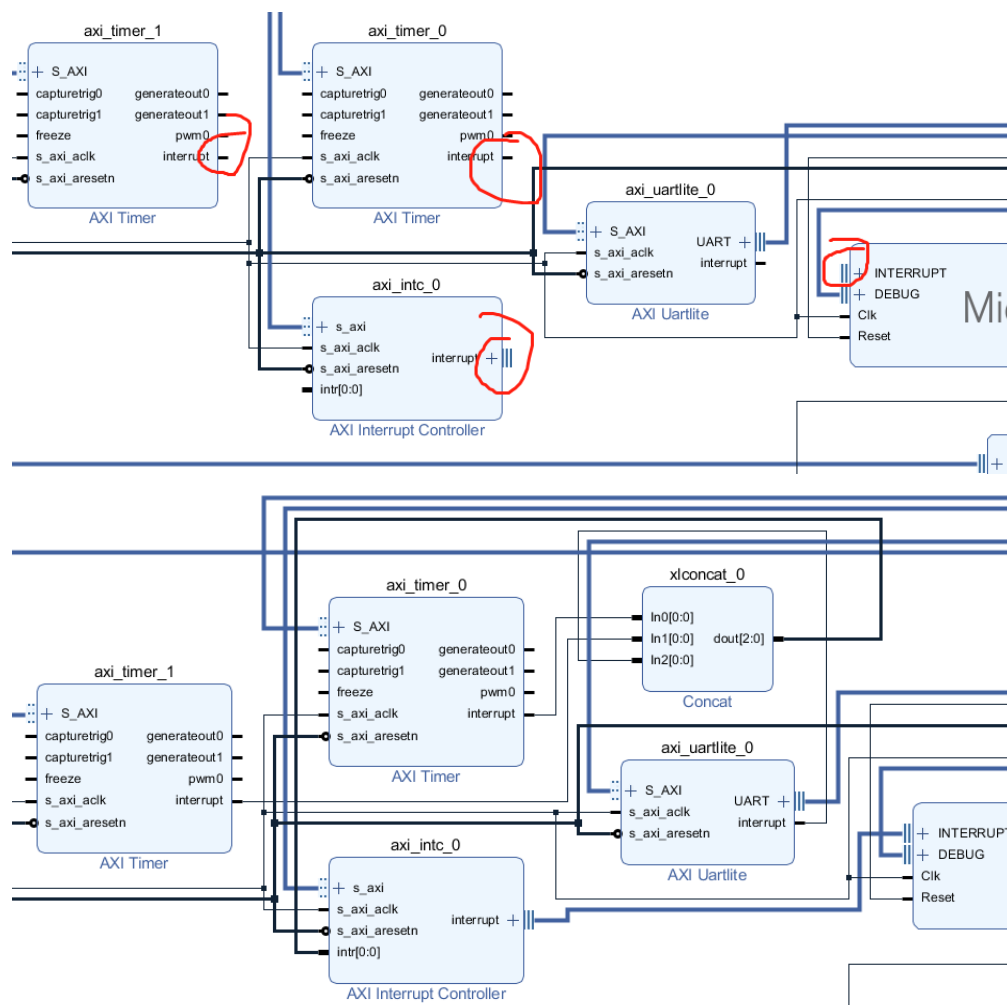 axi_timer_1
S_AXI
capturetrig0 generateout0
capturetrig1 generateout1
freeze pwm0
s_axi_aclk interrupt
s_axi_aresetn
AXI Timer
axi_timer_0
S_AXI
capturetrig0 generateout0
capturetrig1 generateout1
freeze pwm0
s_axi_aclk interrupt
s_axi_aresetn
AXI Timer
axi_uartlite_0
S_AXI
UART
s_axi_aclk
interrupt
s_axi_aresetn
AXI Uartlite
axi_intc_0
s_axi
s_axi_aclk
interrupt
s_axi_aresetn
intr[0:0]
AXI Interrupt Controller
INTERRUPT
DEBUG
Clk
Reset
Mi
axi_timer_0
S_AXI
capturetrig0 generateout0
capturetrig1 generateout1
freeze pwm0
s_axi_aclk interrupt
s_axi_aresetn
AXI Timer
xlconcat_0
In0[0:0]
In1[0:0] dout[2:0]
In2[0:0]
Concat
axi_timer_1
S_AXI
capturetrig0 generateout0
capturetrig1 generateout1
freeze pwm0
s_axi_aclk interrupt
s_axi_aresetn
AXI Timer
axi_uartlite_0
S_AXI
UART
s_axi_aclk
interrupt
s_axi_aresetn
AXI Uartlite
axi_intc_0
s_axi
s_axi_aclk
interrupt
s_axi_aresetn
intr[0:0]
AXI Interrupt Controller
INTERRUPT
DEBUG
Clk
Reset